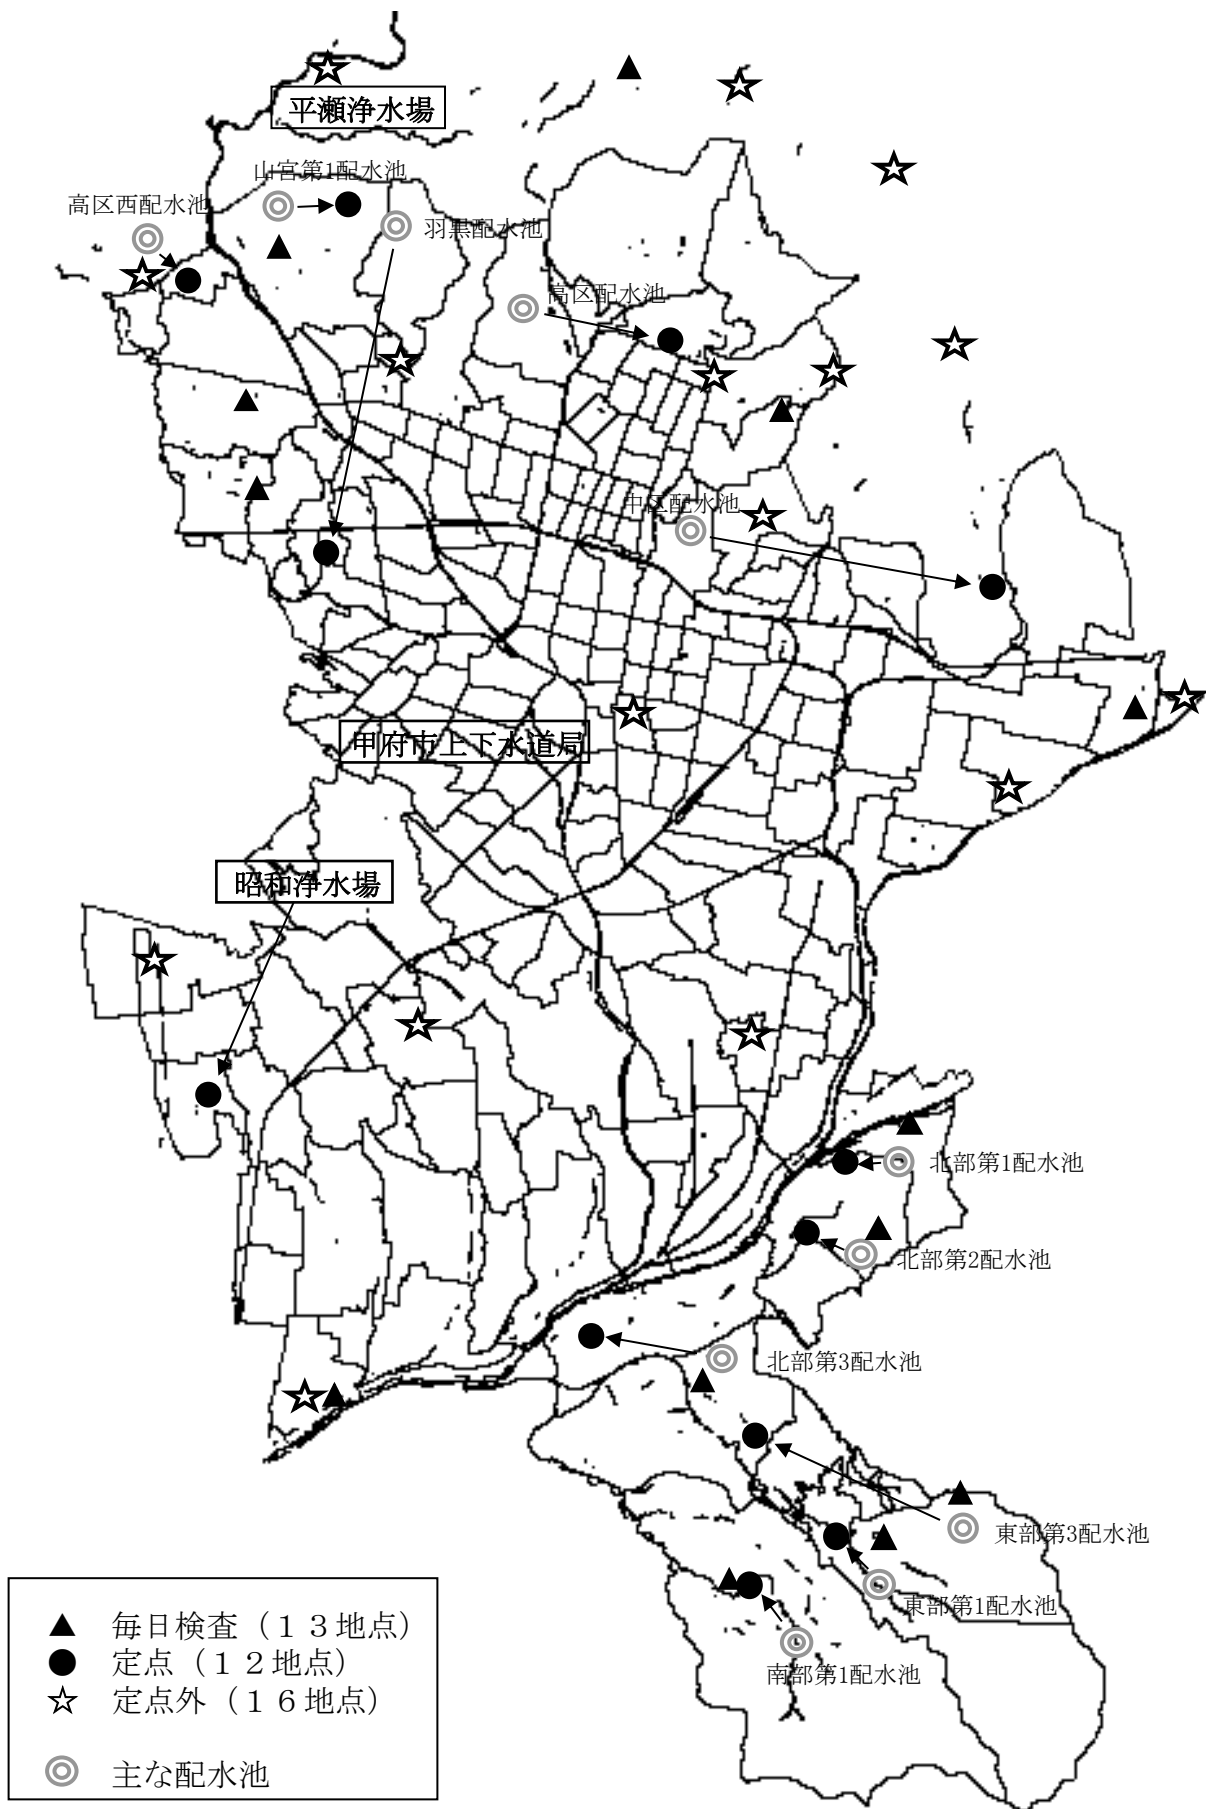 平瀬浄水場
山宮第1配水池
高区西配水池
羽黒配水池
高区配水池
中区配水池
甲府市上下水道局
昭和浄水場
北部第1配水池
北部第2配水池
北部第3配水池
東部第3配水池
東部第1配水池
南部第1配水池
毎日検査（１３地点）
定点（１２地点）
定点外（１６地点）
主な配水池